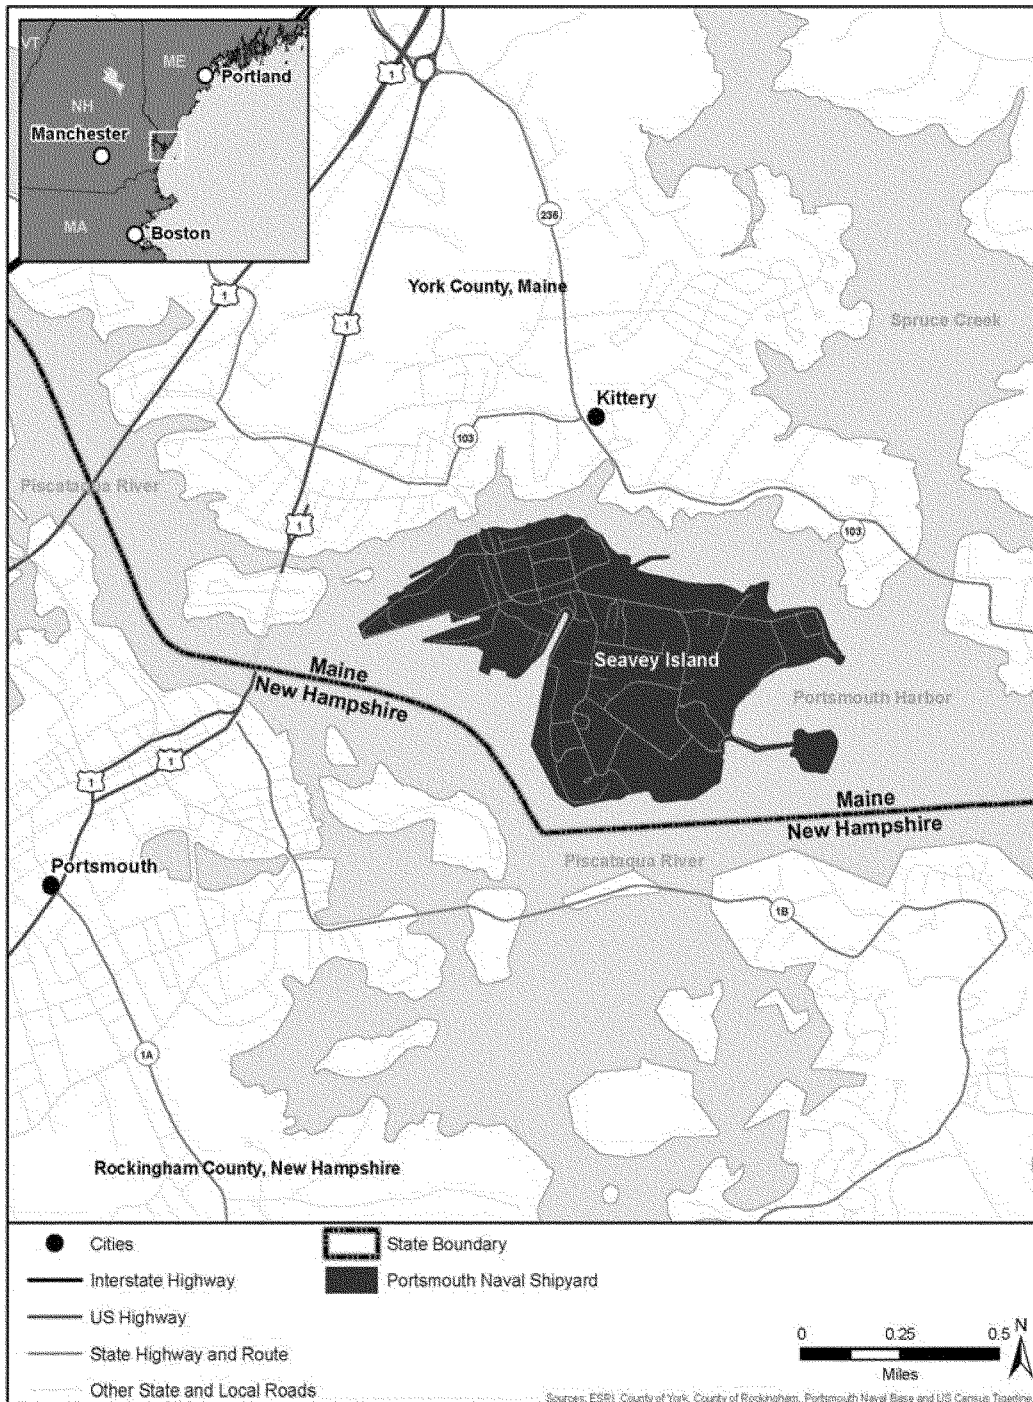 VT
ME
Portland
NH
Manchester
MA
Boston
1
236
York County, Maine
1
1
Spruce Creek
Kittery
103
Piscataqua River
1
103
Seavey Island
Maine
New Hampshire
Portsmouth Harbor
1
1
Maine
New Hampshire
Portsmouth
Piscataqua River
1B
1A
Rockingham County, New Hampshire
Cities
State Boundary
Interstate Highway
Portsmouth Naval Shipyard
US Highway
State Highway and Route
Other State and Local Roads
0 0.25 0.5
Miles
N
Sources: ESRI, County of York, County of Rockingham, Portsmouth Naval Base and US Census Tigerline